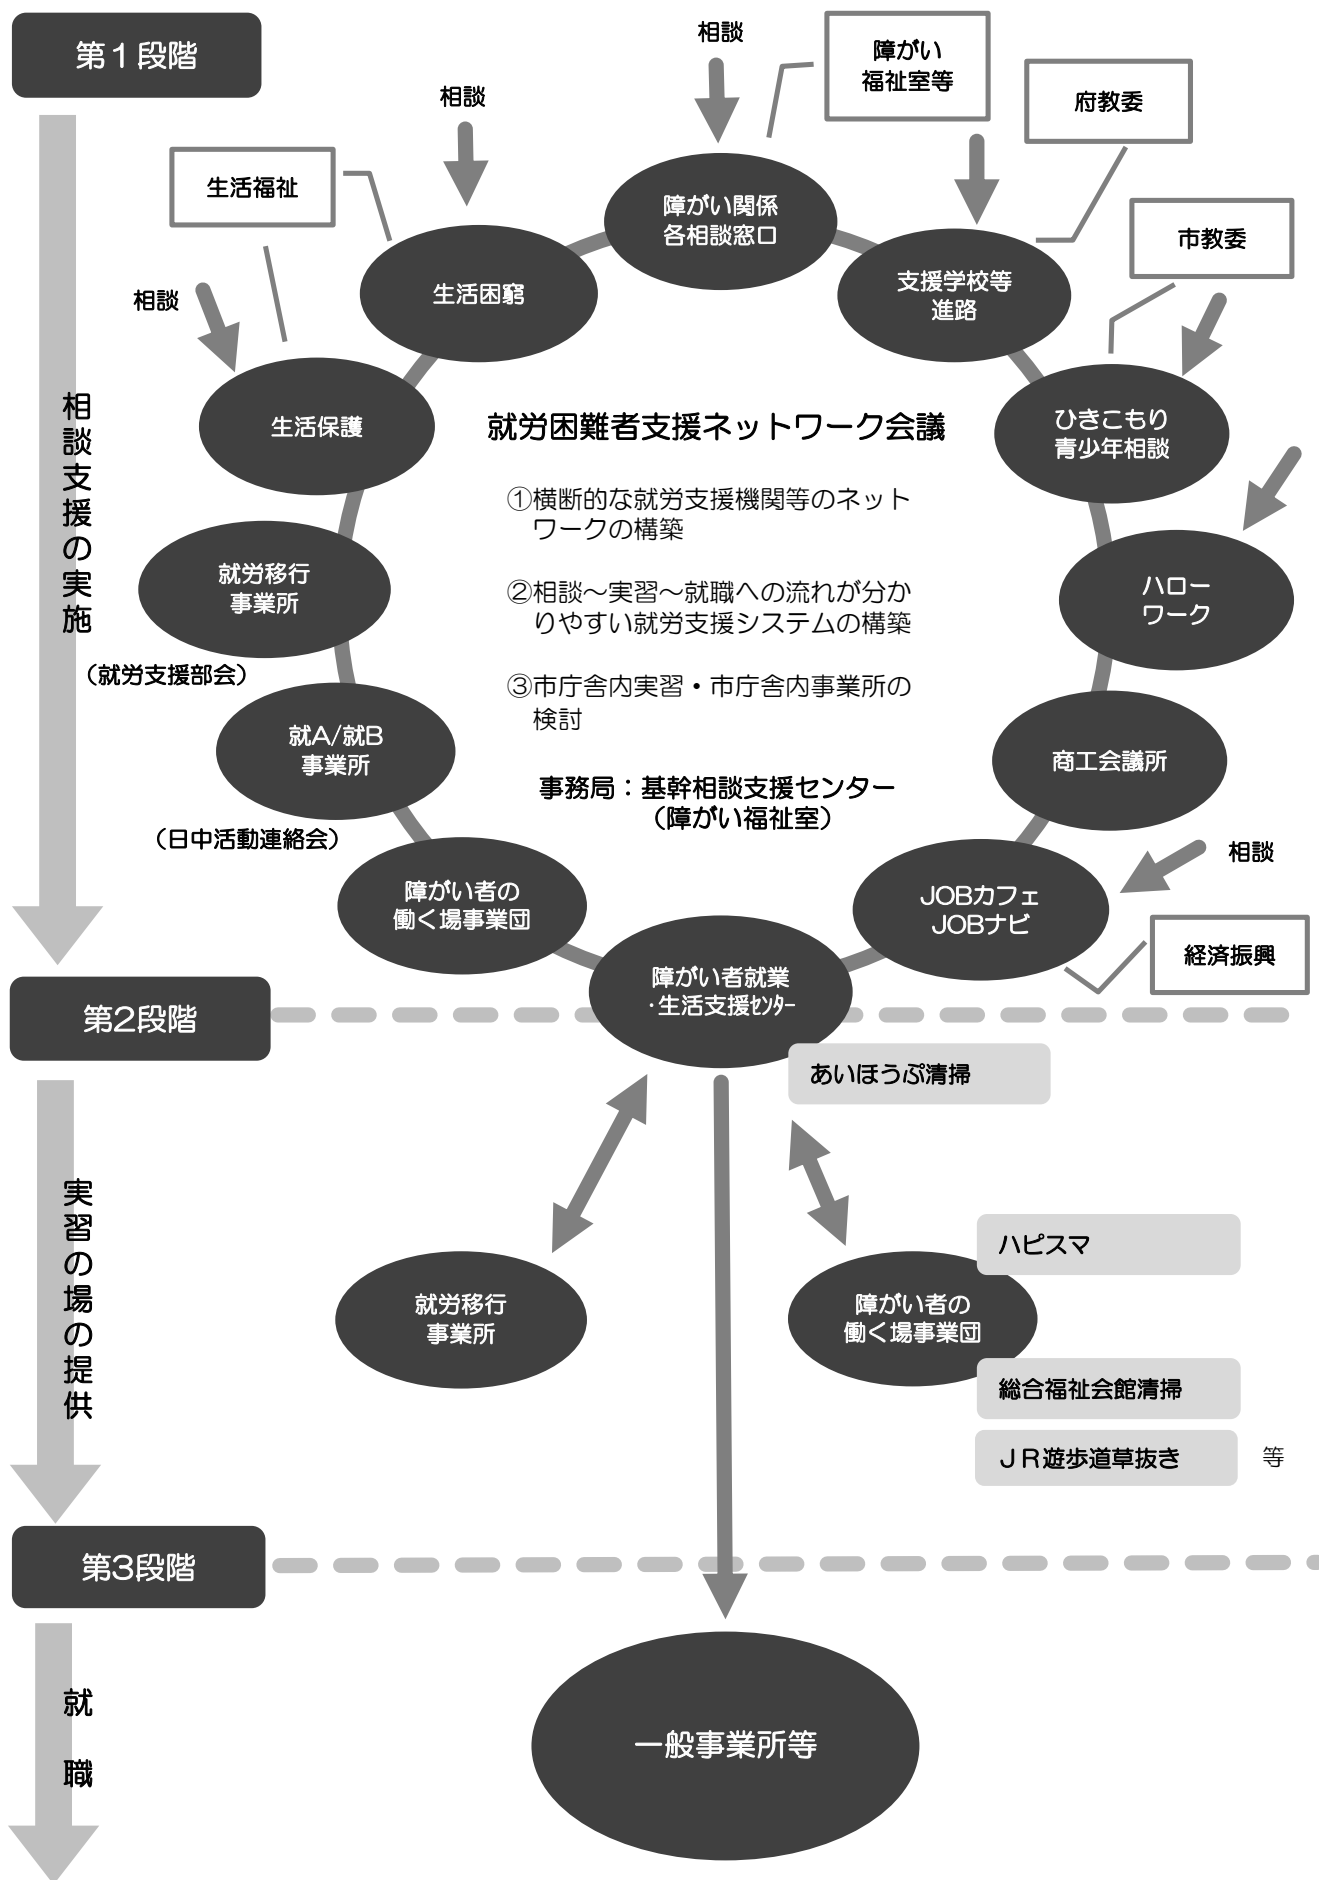 第１段階
相談
障がい
福祉室等
相談
府教委
生活福祉
市教委
障がい関係
各相談窓口
相談
生活困窮
支援学校等
進路
生活保護
ひきこもり
青少年相談
相談支援の実施
就労困難者支援ネットワーク会議
①横断的な就労支援機関等のネット
ワークの構築
②相談～実習～就職への流れが分か
りやすい就労支援システムの構築
③市庁舎内実習・市庁舎内事業所の
検討
事務局：基幹相談支援センター
（障がい福祉室）
就労移行
事業所
（就労支援部会）
ハロー
ワーク
就A/就B
事業所
（日中活動連絡会）
商工会議所
相談
障がい者の
働く場事業団
JOBカフェ
JOBナビ
経済振興
障がい者就業
・生活支援ｾﾝﾀｰ
第2段階
あいほうぷ清掃
実習の場の提供
ハピスマ
就労移行
事業所
障がい者の
働く場事業団
総合福祉会館清掃
ＪＲ遊歩道草抜き
等
第3段階
就職
一般事業所等